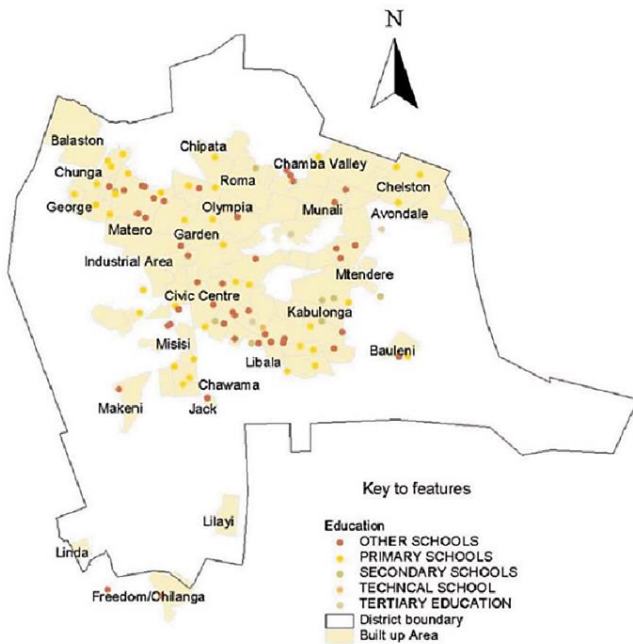 N
Balaston
Chipata
Chunga
Chamba Valley
Roma
Chelston
George
Olympia
Munali
Avondale
Matero
Garden
Industrial Area
Mtendere
Civic Centre
Kabulonga
Misisi
Bauleni
Libala
Chawama
Makeni
Jack
Lilayi
Linda
Freedom/Ohilanga
Key to features
Education
OTHER SCHOOLS
PRIMARY SCHOOLS
SECONDARY SCHOOLS
TECHNCAL SCHOOL
TERTIARY EDUCATION
District boundary
Built up Area